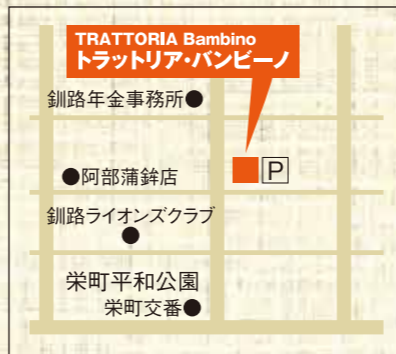 TRATTORIA Bambino
トラットリア・バンビーノ
釧路年金事務所●
P
●阿部蒲鉾店
釧路ライオンズクラブ
●
栄町平和公園
栄町交番●